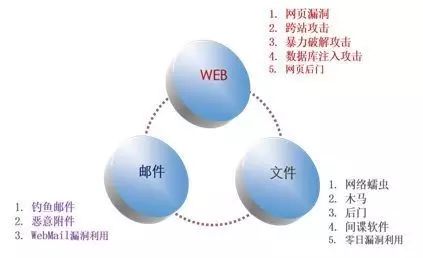 1. 网页漏洞
2. 跨站攻击
3. 暴力破解攻击
4. 数据库注入攻击
5. 网页后门
WEB
邮件
文件
1. 钓鱼邮件
2. 恶意附件
3. WebMail漏洞利用
1. 网络蠕虫
2. 木马
3. 后门
4. 间谍软件
5. 零日漏洞利用